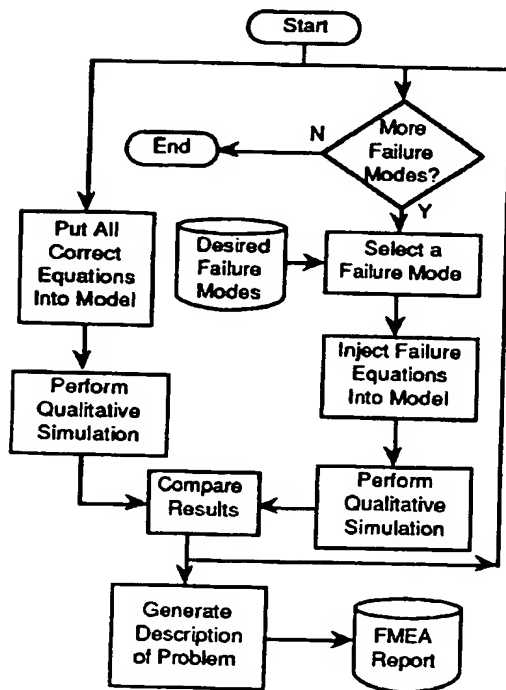 Start
More
Failure
Modes?
N
Y
End
Put All
Correct
Equations
Into Model
Desired
Failure
Modes
Select a
Failure Mode
Inject Failure
Equations
Into Model
Perform
Qualitative
Simulation
Compare
Results
Perform
Qualitative
Simulation
Generate
Description
of Problem
FMEA
Report